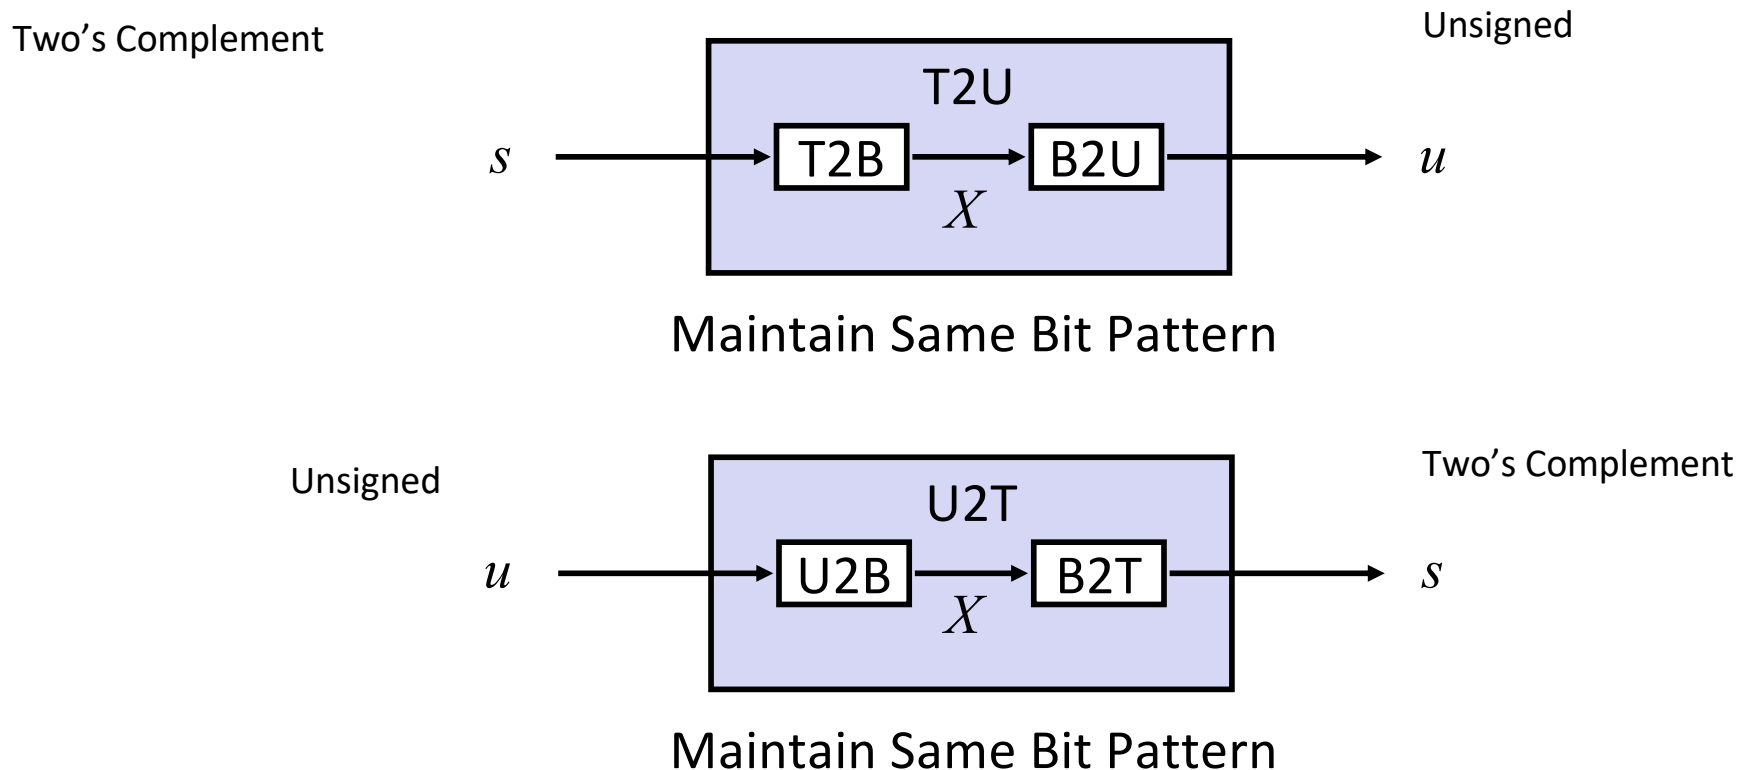 Two’s Complement
Unsigned
T2U
s
T2B
B2U
u
X
Maintain Same Bit Pattern
Unsigned
Two’s Complement
U2T
u
U2B
B2T
s
X
Maintain Same Bit Pattern